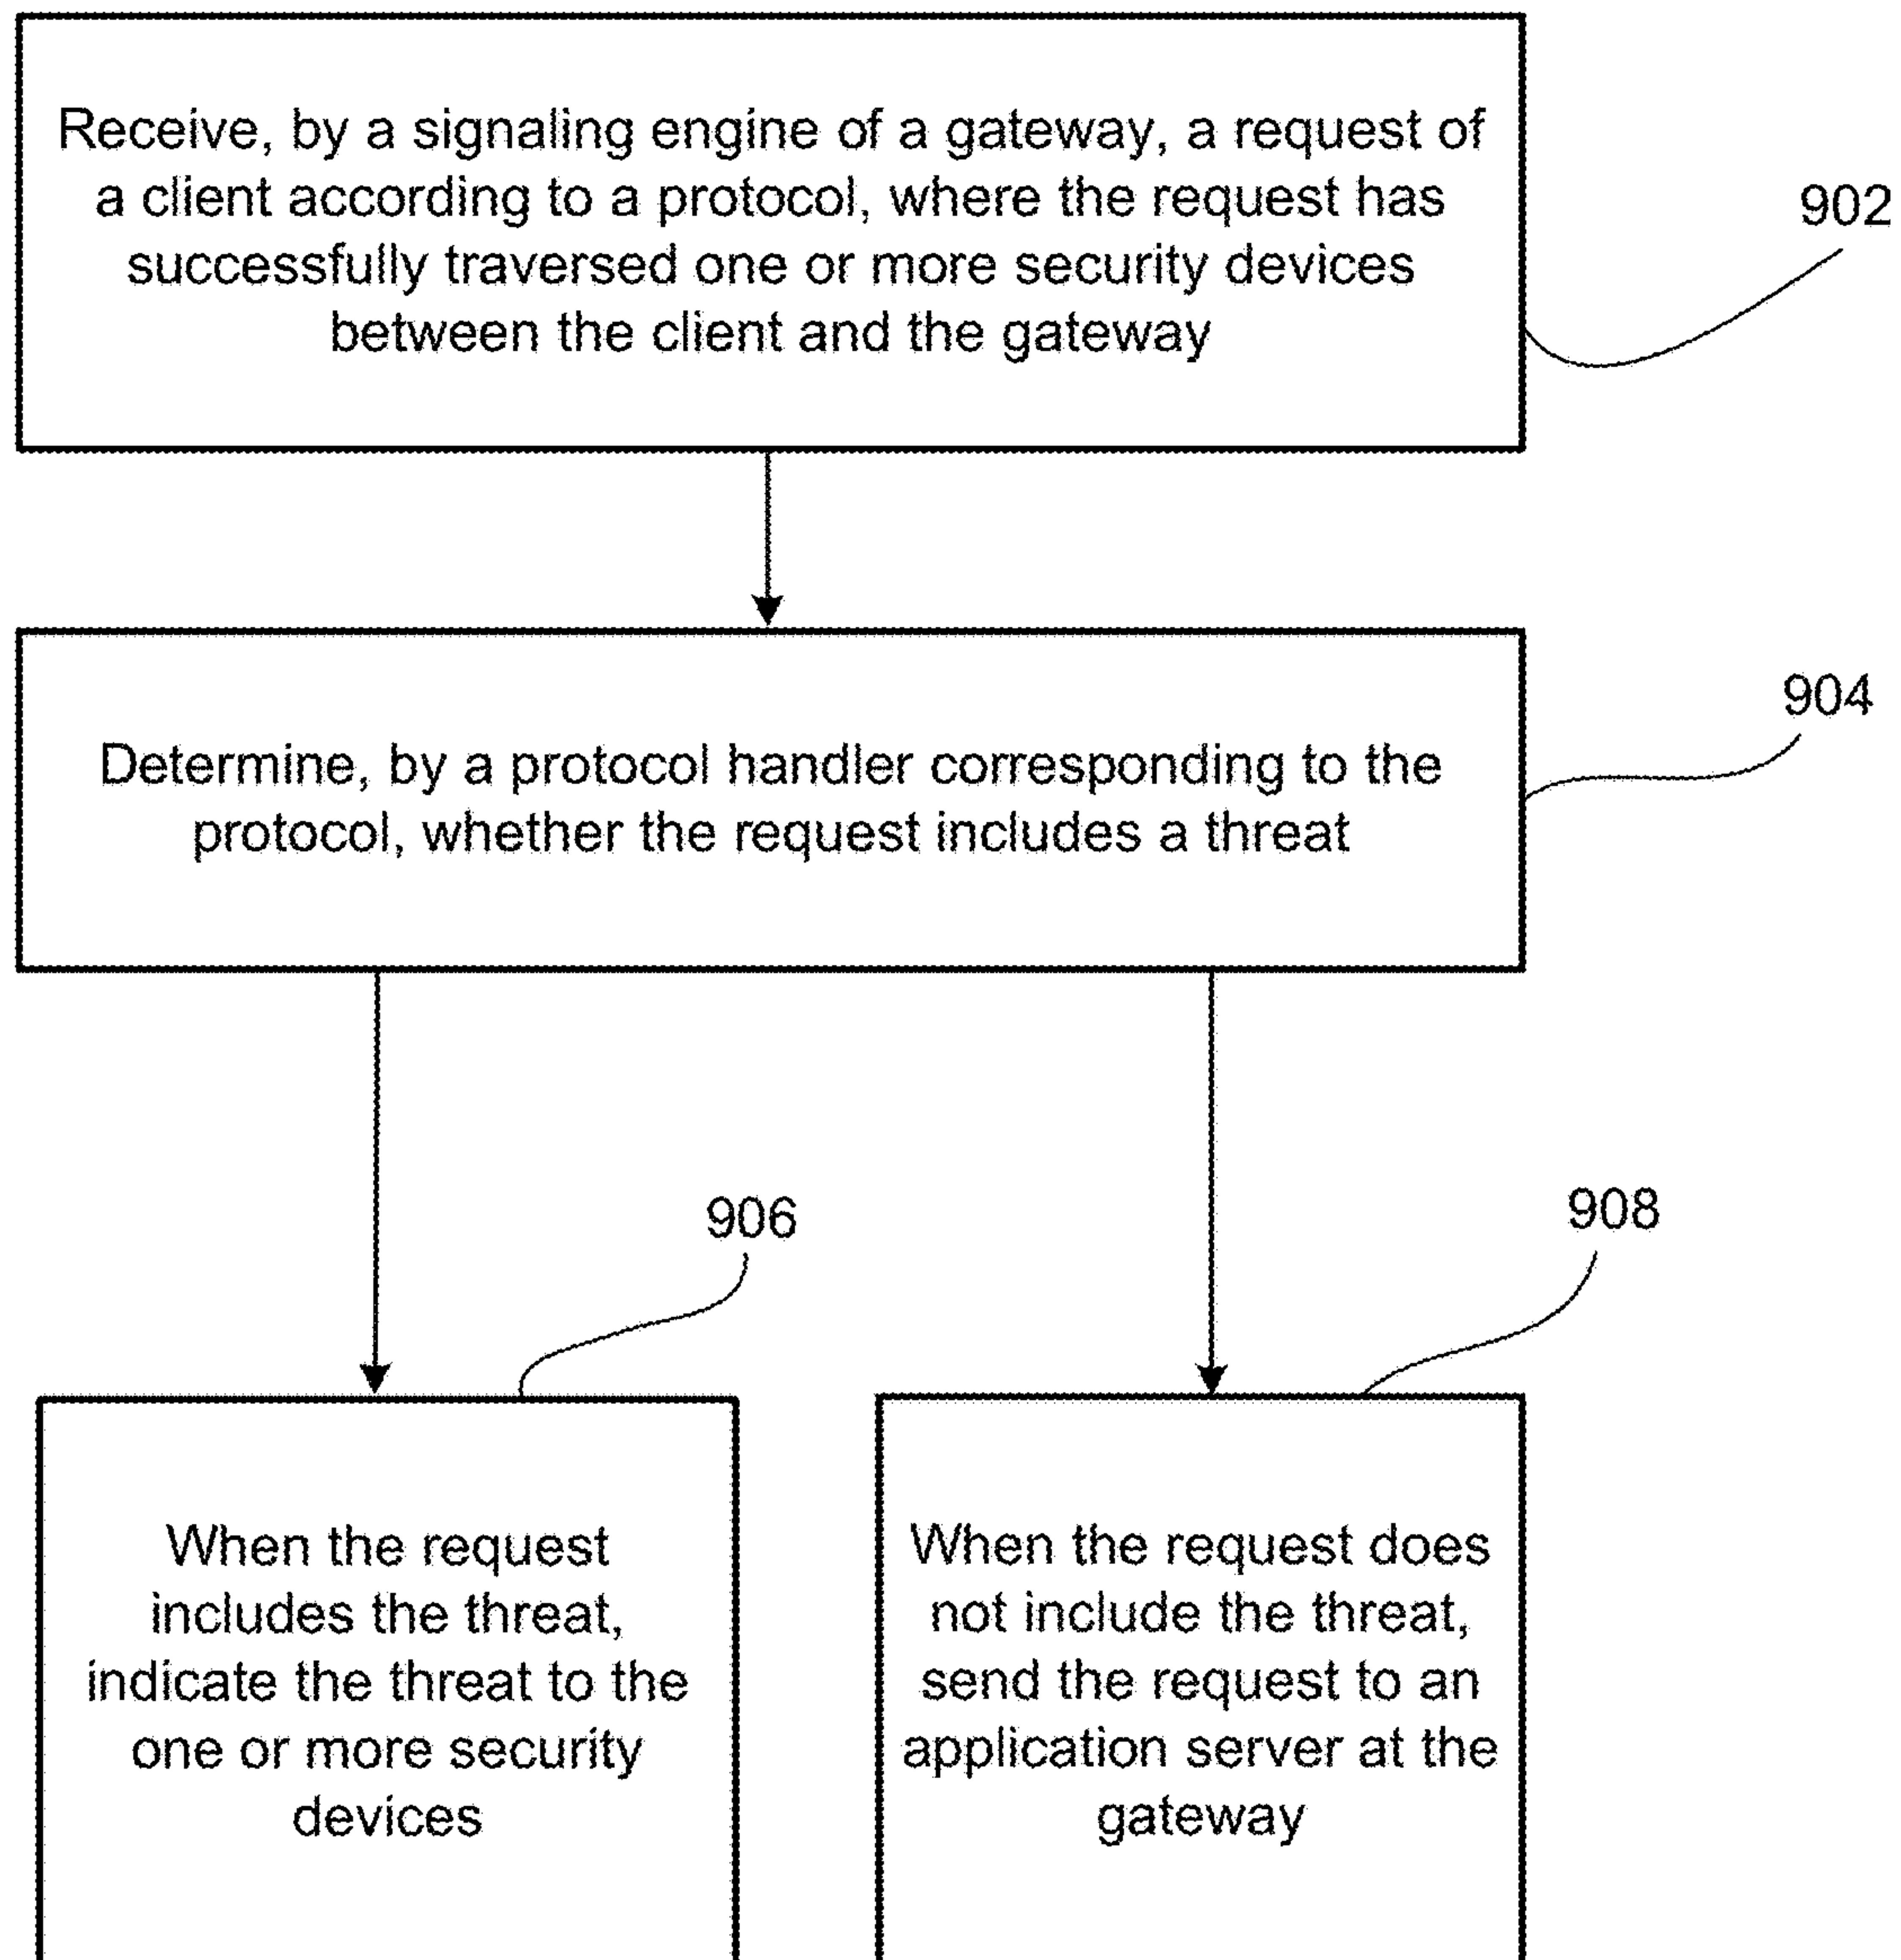 Receive, by a signaling engine of a gateway, a request of
a client according to a protocol, where the request has
successfully traversed one or more security devices
between the client and the gateway
902
Determine, by a protocol handler corresponding to the
protocol, whether the request includes a threat
904
906
When the request
includes the threat,
indicate the threat to the
one or more security
devices
908
When the request does
not include the threat,
send the request to an
application server at the
gateway